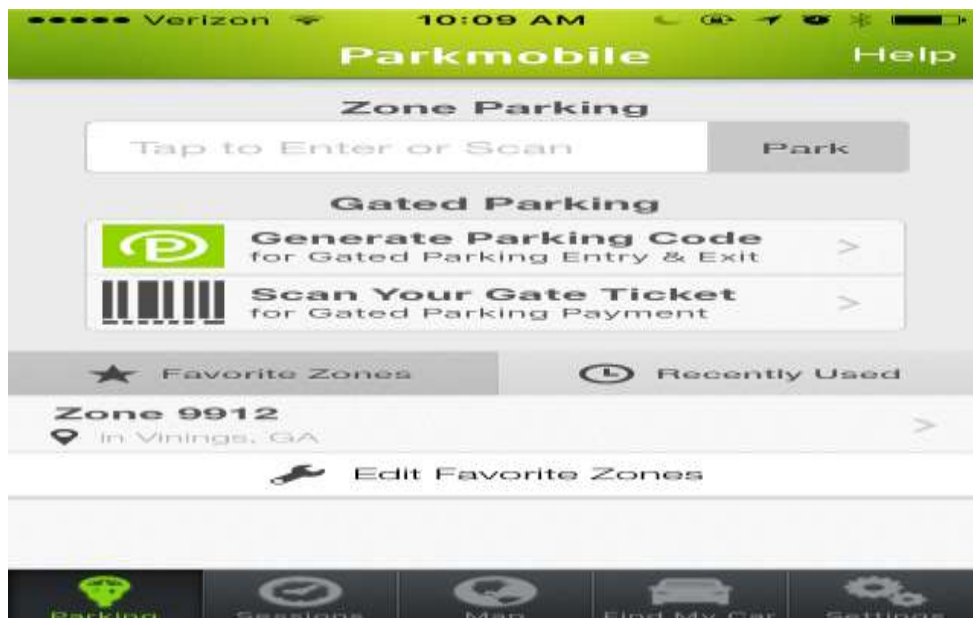 Verizon 10:09 AM
Parkmobile Help
Zone Parking
Tap to Enter or Scan Park
Gated Parking
P Generate Parking Code >
for Gated Parking Entry & Exit
Scan Your Gate Ticket >
for Gated Parking Payment
Favorite Zones Recently Used
Zone 9912 >
in Vinings, GA
Edit Favorite Zones
Parking Sessions Map Find My Car Settings